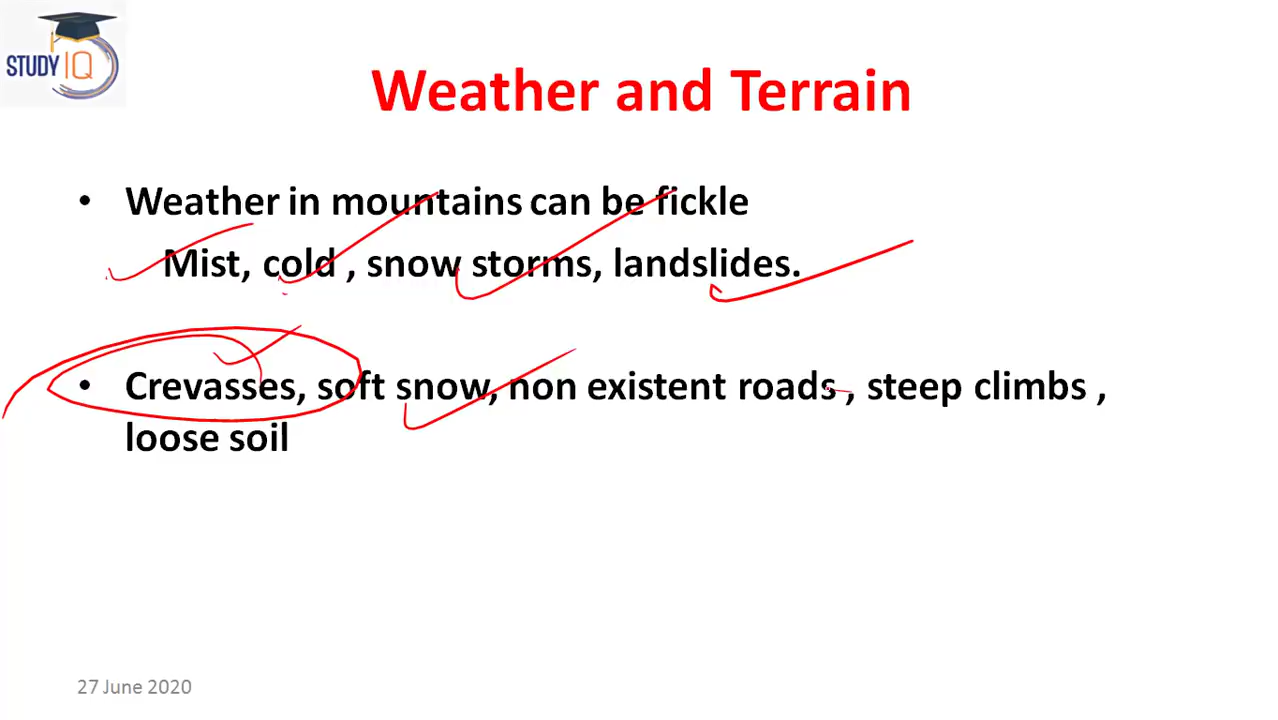 STUDY IQ
Weather and Terrain
• Weather in mountains can be fickle
Mist, cold , snow storms, landslides.
• Crevasses, soft snow, non existent roads , steep climbs ,
loose soil
27 June 2020